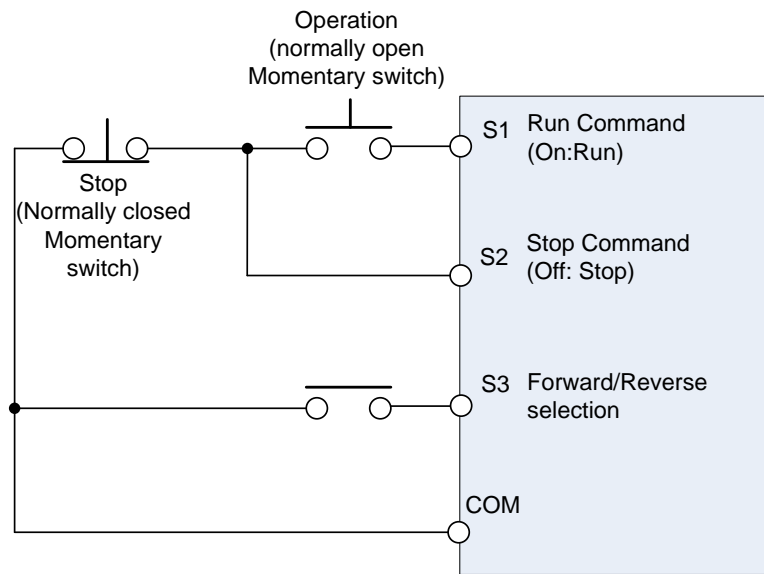 Operation
(normally open
Momentary switch)
S1 Run Command
(On:Run)
Stop
(Normally closed
Momentary
switch)
S2 Stop Command
(Off: Stop)
S3 Forward/Reverse
selection
COM